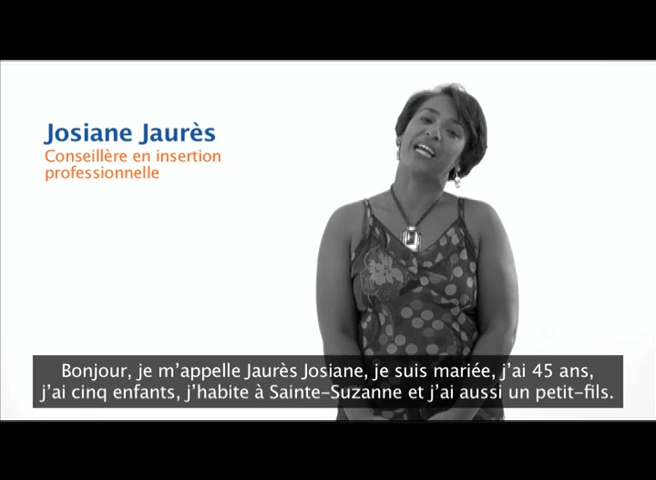 Josiane Jaurès
Conseillère en insertion
professionnelle
Bonjour, je m'appelle Jaurès Josiane, je suis mariée, j'ai 45 ans,
j'ai cinq enfants, j'habite à Sainte-Suzanne et j'ai aussi un petit-fils.